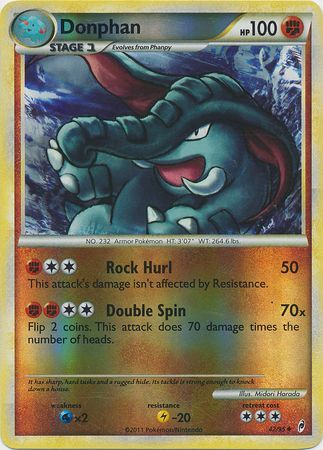 Donphan
HP 100
STAGE 1 Evolves from Phanpy
NO. 232 Armor Pokémon HT: 3'07" WT: 264.6 lbs.
Rock Hurl 50
This attack's damage isn't affected by Resistance.
Double Spin 70x
Flip 2 coins. This attack does 70 damage times the
number of heads.
It has sharp, hard tusks and a rugged hide. Its tackle is strong enough to knock
down a house.
Illus. Midori Harada
weakness resistance retreat cost
×2 -20
©2011 Pokémon/Nintendo 42/95